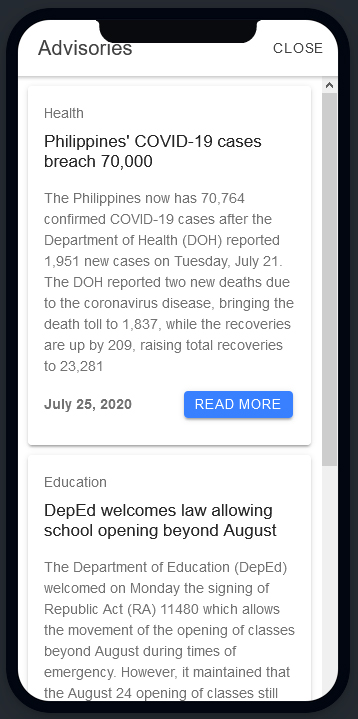 Advisories
CLOSE
Health
Philippines' COVID-19 cases
breach 70,000
The Philippines now has 70,764
confirmed COVID-19 cases after the
Department of Health (DOH) reported
1,951 new cases on Tuesday, July 21.
The DOH reported two new deaths due
to the coronavirus disease, bringing the
death toll to 1,837, while the recoveries
are up by 209, raising total recoveries
to 23,281
July 25, 2020
READ MORE
Education
DepEd welcomes law allowing
school opening beyond August
The Department of Education (DepEd)
welcomed on Monday the signing of
Republic Act (RA) 11480 which allows
the movement of the opening of classes
beyond August during times of
emergency. However, it maintained that
the August 24 opening of classes still